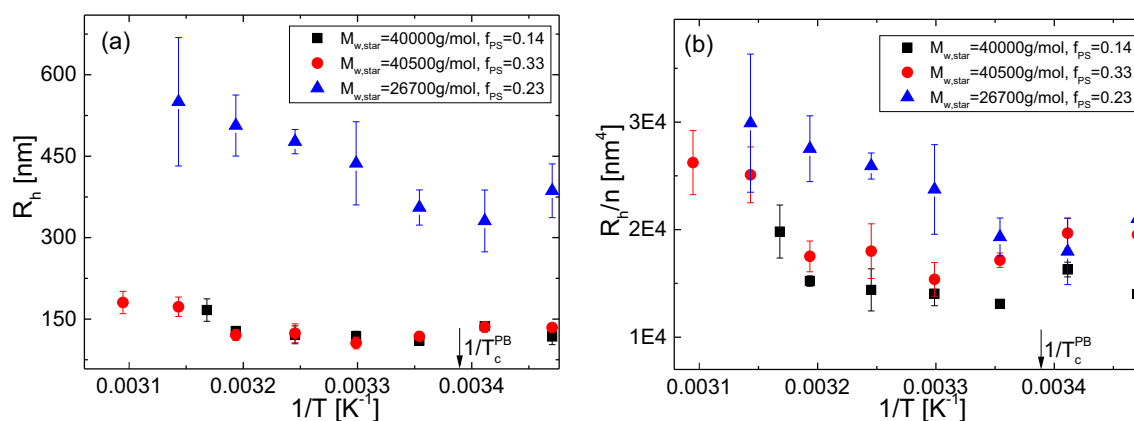 (a)
M_w,star=40000g/mol, f_PS=0.14
M_w,star=40500g/mol, f_PS=0.33
M_w,star=26700g/mol, f_PS=0.23
R_h [nm]
600
450
300
150
1/T_c^PB
0.0031 0.0032 0.0033 0.0034
1/T [K^-1]
(b)
M_w,star=40000g/mol, f_PS=0.14
M_w,star=40500g/mol, f_PS=0.33
M_w,star=26700g/mol, f_PS=0.23
R_h/n [nm^4]
3E4
2E4
1E4
1/T_c^PB
0.0031 0.0032 0.0033 0.0034
1/T [K^-1]